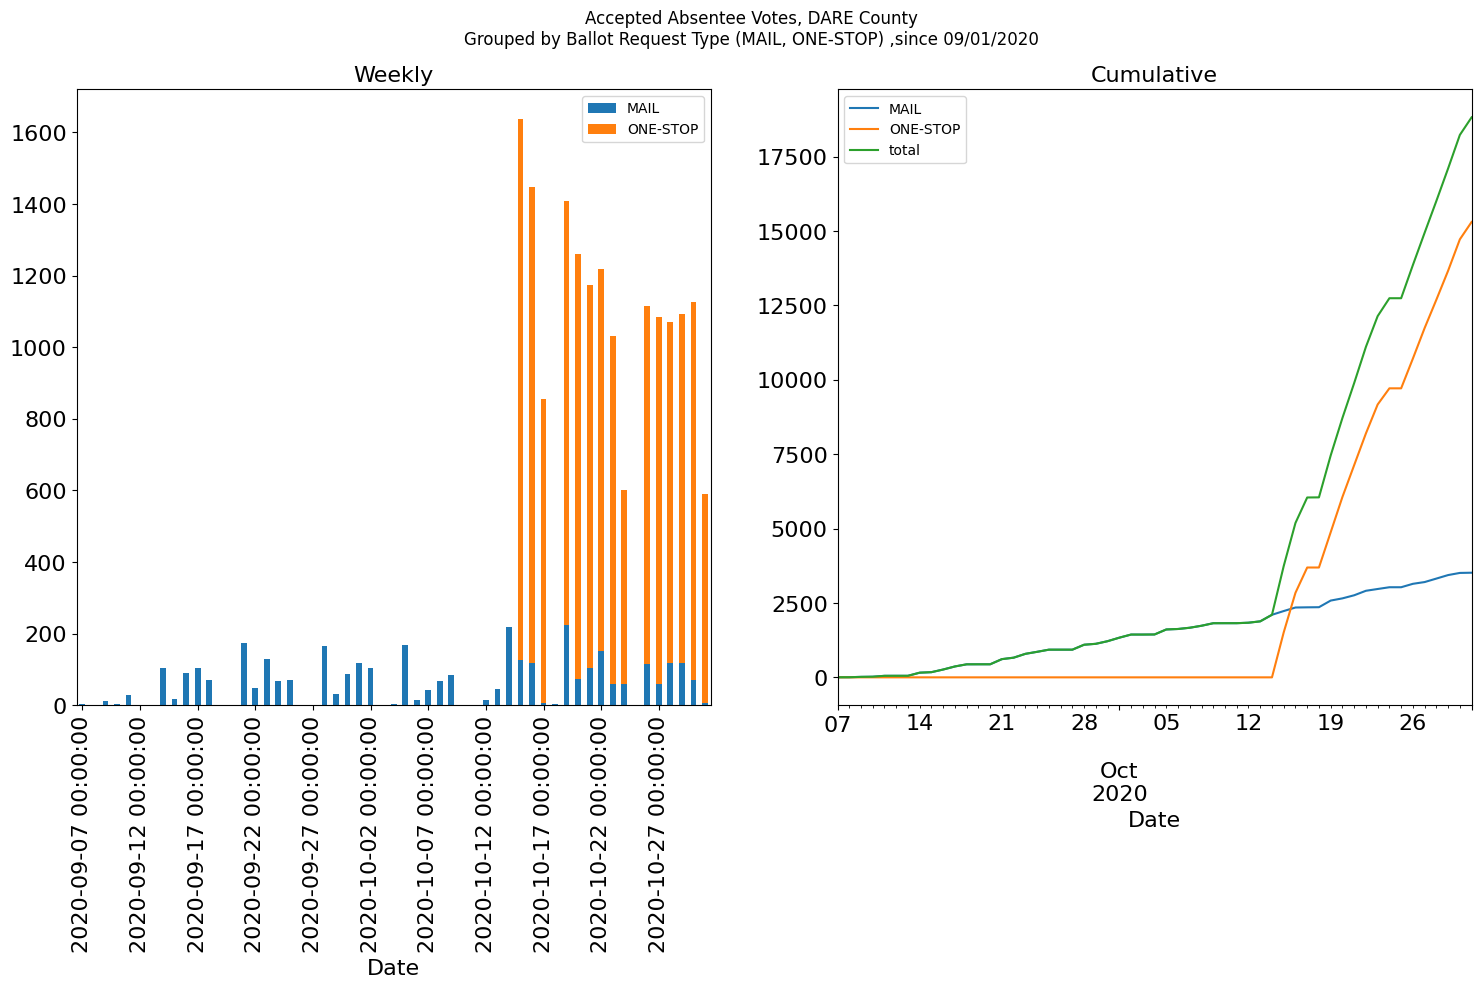 Accepted Absentee Votes, DARE County
Grouped by Ballot Request Type (MAIL, ONE-STOP) ,since 09/01/2020
Weekly
MAIL
ONE-STOP
1600
1400
1200
1000
800
600
400
200
0
2020-09-07 00:00:00
2020-09-12 00:00:00
2020-09-17 00:00:00
2020-09-22 00:00:00
2020-09-27 00:00:00
2020-10-02 00:00:00
2020-10-07 00:00:00
2020-10-12 00:00:00
2020-10-17 00:00:00
2020-10-22 00:00:00
2020-10-27 00:00:00
Date
Cumulative
MAIL
ONE-STOP
total
17500
15000
12500
10000
7500
5000
2500
0
07 14 21 28 05 12 19 26
Oct
2020
Date